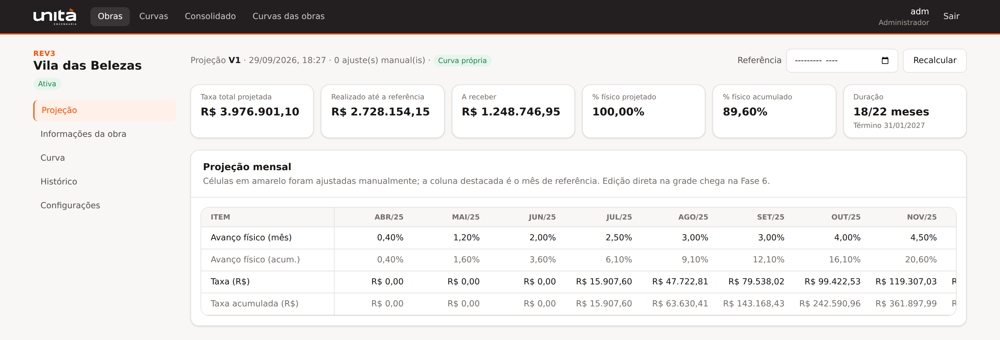 unità
ENGENHARIA
Obras Curvas Consolidado Curvas das obras
adm
Administrador
Sair
REV3
Vila das Belezas
Ativa
Projeção
Informações da obra
Curva
Histórico
Configurações
Projeção V1 · 29/09/2026, 18:27 · 0 ajuste(s) manual(is) · Curva própria
Referência --------- ---- Recalcular
Taxa total projetada
R$ 3.976.901,10
Realizado até a referência
R$ 2.728.154,15
A receber
R$ 1.248.746,95
% físico projetado
100,00%
% físico acumulado
89,60%
Duração
18/22 meses
Término 31/01/2027
Projeção mensal
Células em amarelo foram ajustadas manualmente; a coluna destacada é o mês de referência. Edição direta na grade chega na Fase 6.
ITEM ABR/25 MAI/25 JUN/25 JUL/25 AGO/25 SET/25 OUT/25 NOV/25
Avanço físico (mês) 0,40% 1,20% 2,00% 2,50% 3,00% 3,00% 4,00% 4,50%
Avanço físico (acum.) 0,40% 1,60% 3,60% 6,10% 9,10% 12,10% 16,10% 20,60%
Taxa (R$) R$ 0,00 R$ 0,00 R$ 0,00 R$ 15.907,60 R$ 47.722,81 R$ 79.538,02 R$ 99.422,53 R$ 119.307,03
Taxa acumulada (R$) R$ 0,00 R$ 0,00 R$ 0,00 R$ 15.907,60 R$ 63.630,41 R$ 143.168,43 R$ 242.590,96 R$ 361.897,99